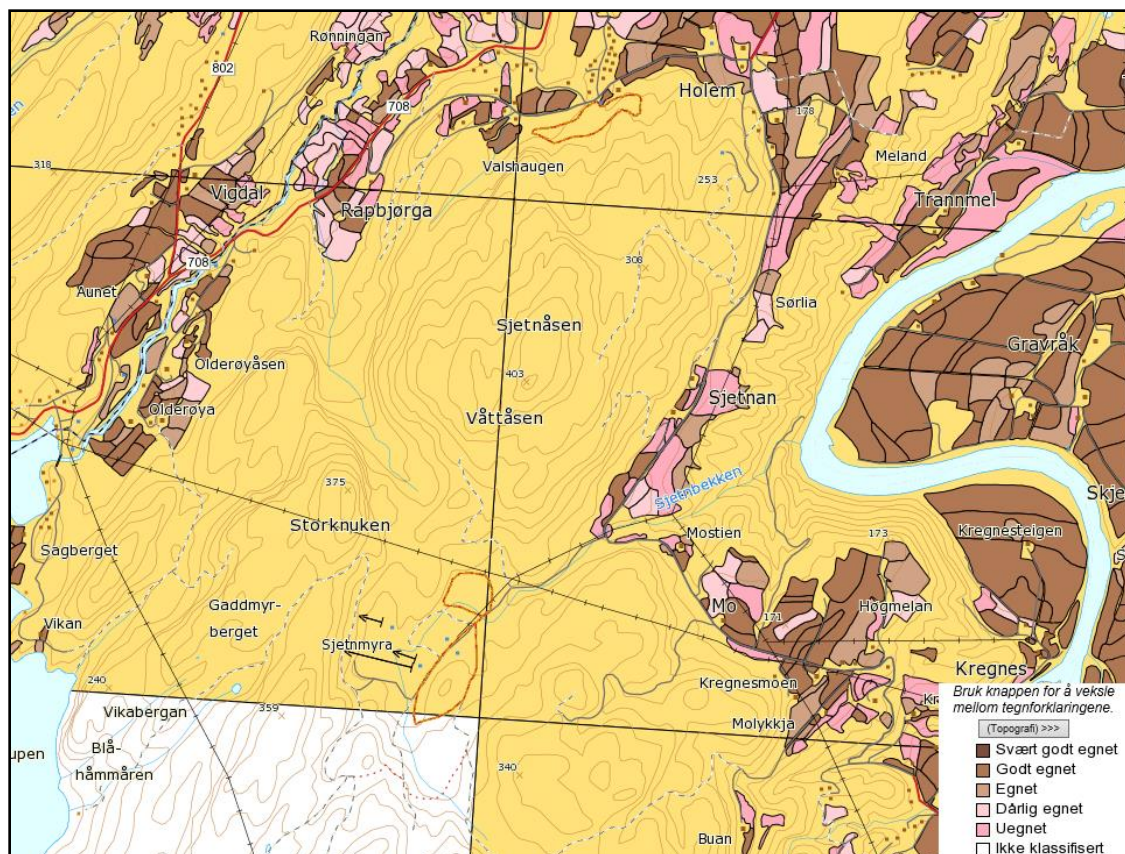 Rønningan
802
708
Holem
178
Meland
318
Valshaugen
253
Vigdal
Rapbjørga
Trannmel
708
308
Aunet
Sørlia
Sjetnåsen
Gravråk
Olderøyåsen
403
Sjetnan
Olderøya
Våttåsen
375
Sjetnbekken
Skje
Storknuken
Kregnesteigen
Sagberget
Mostien
173
Gaddmyr-
berget
Mo
Høgmelan
171
Vikan
Sjetnmyra
Kregnes
Kregnesmoen
240
359
Vikabergan
Molykkja
Blå-
håmmåren
upen
340
Buan
Bruk knappen for å veksle
mellom tegnforklaringene.
(Topografi) >>>
Svært godt egnet
Godt egnet
Egnet
Dårlig egnet
Uegnet
Ikke klassifisert